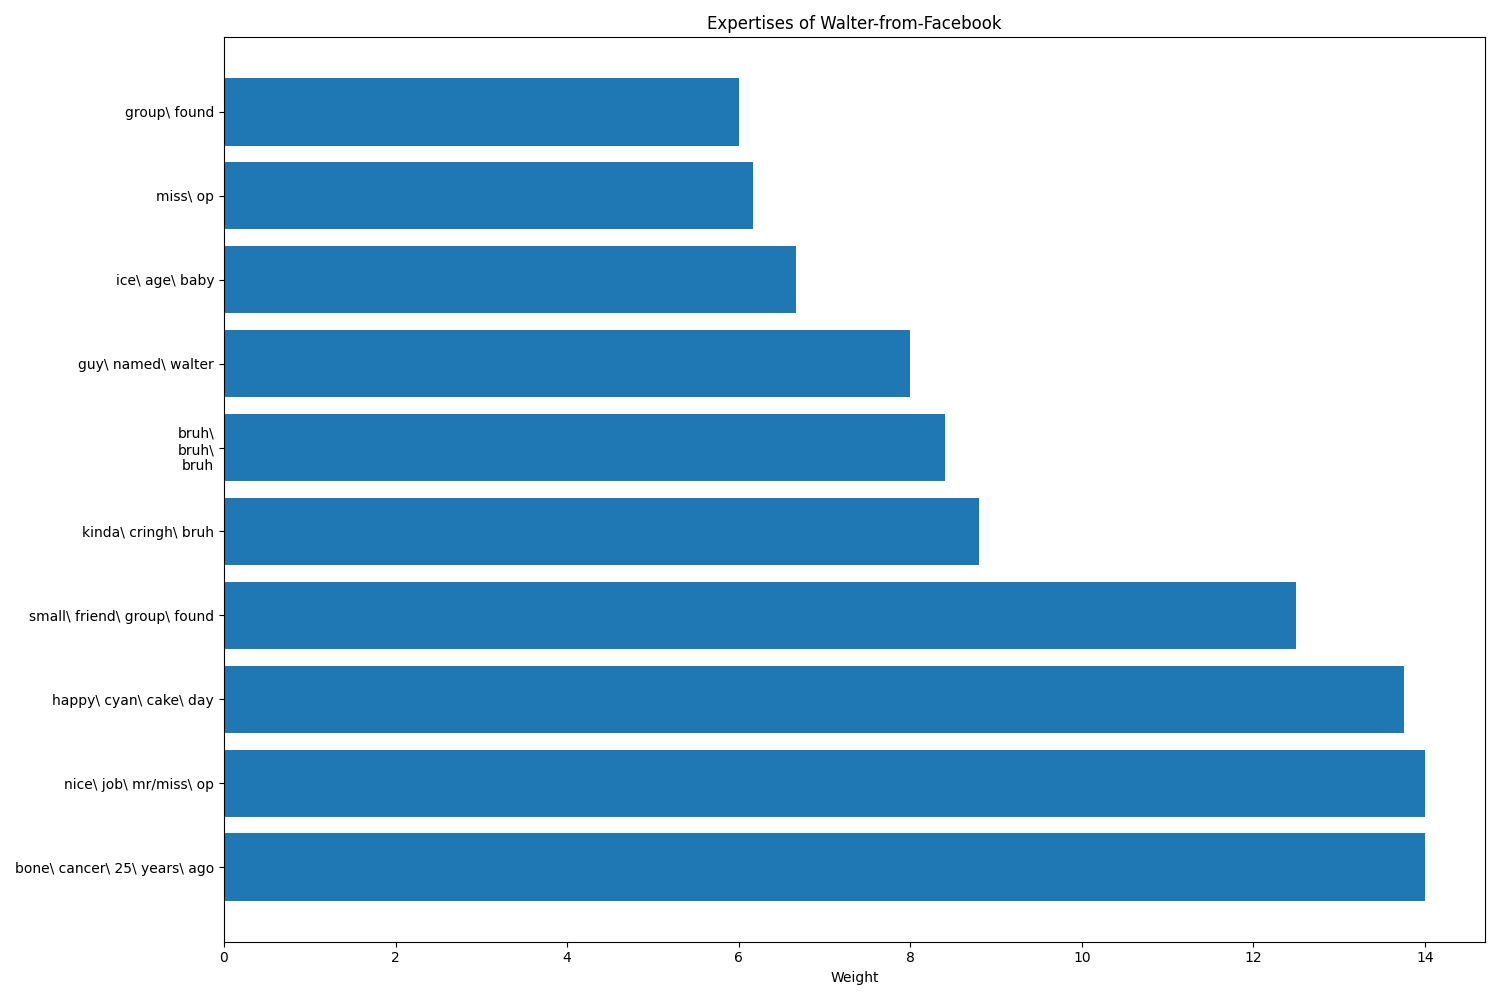 Expertises of Walter-from-Facebook
group\ found
miss\ op
ice\ age\ baby
guy\ named\ walter
bruh\
bruh\
bruh
kinda\ cringh\ bruh
small\ friend\ group\ found
happy\ cyan\ cake\ day
nice\ job\ mr/miss\ op
bone\ cancer\ 25\ years\ ago
0 2 4 6 8 10 12 14
Weight